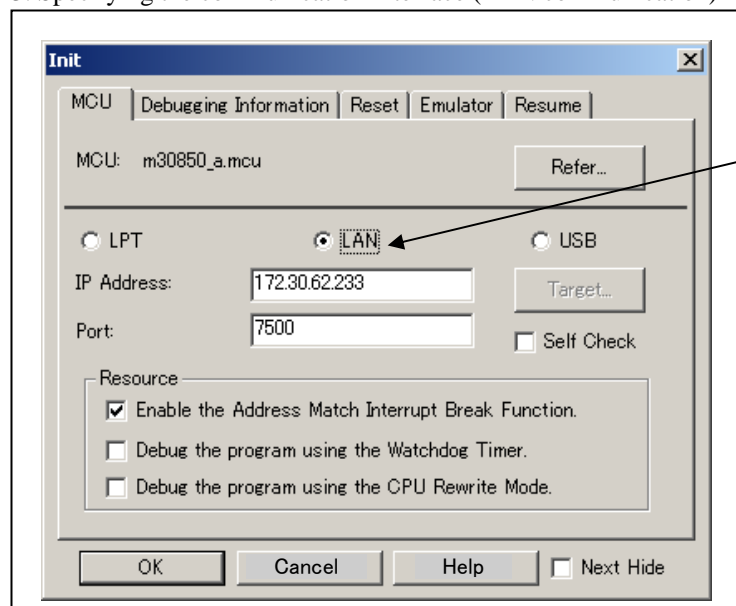 Init
MCU Debugging Information Reset Emulator Resume
MCU: m30850_a.mcu Refer...
LPT LAN USB
IP Address: 172.30.62.233 Target...
Port: 7500 Self Check
Resource
Enable the Address Match Interrupt Break Function.
Debug the program using the Watchdog Timer.
Debug the program using the CPU Rewrite Mode.
OK Cancel Help Next Hide